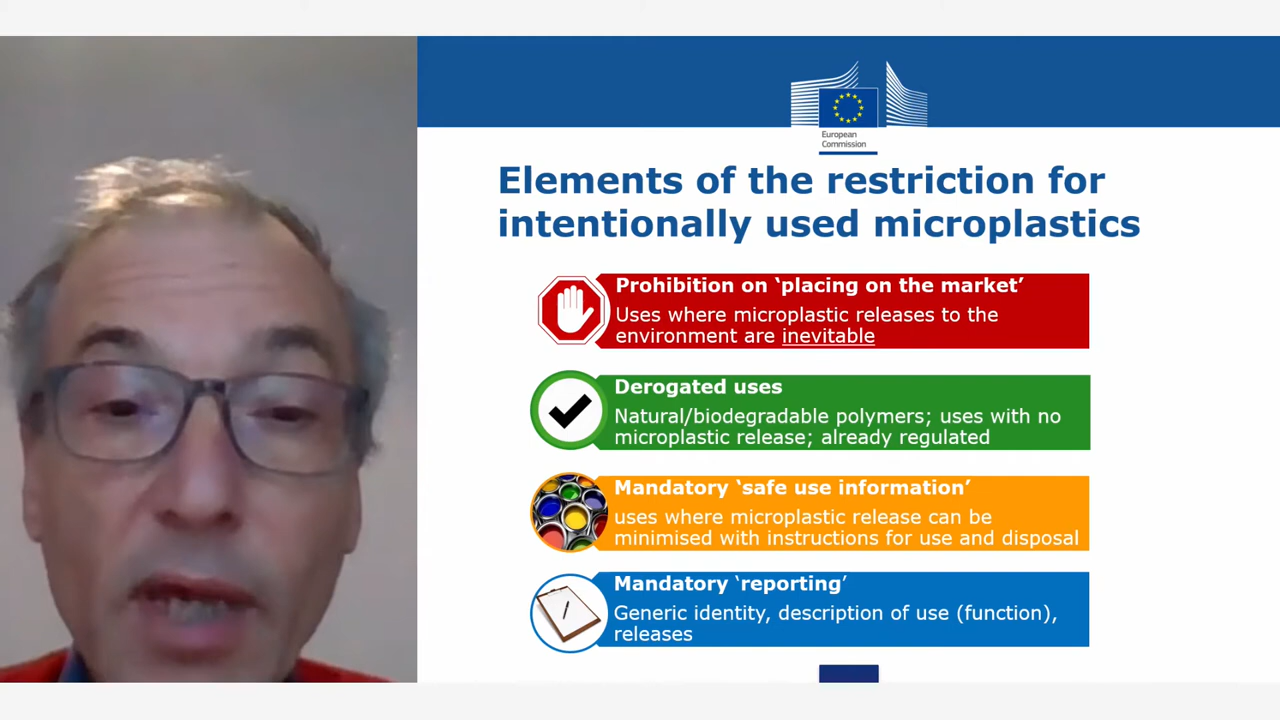 European
Commission
Elements of the restriction for
intentionally used microplastics
Prohibition on ‘placing on the market’
Uses where microplastic releases to the
environment are inevitable
Derogated uses
Natural/biodegradable polymers; uses with no
microplastic release; already regulated
Mandatory ‘safe use information’
uses where microplastic release can be
minimised with instructions for use and disposal
Mandatory ‘reporting’
Generic identity, description of use (function),
releases